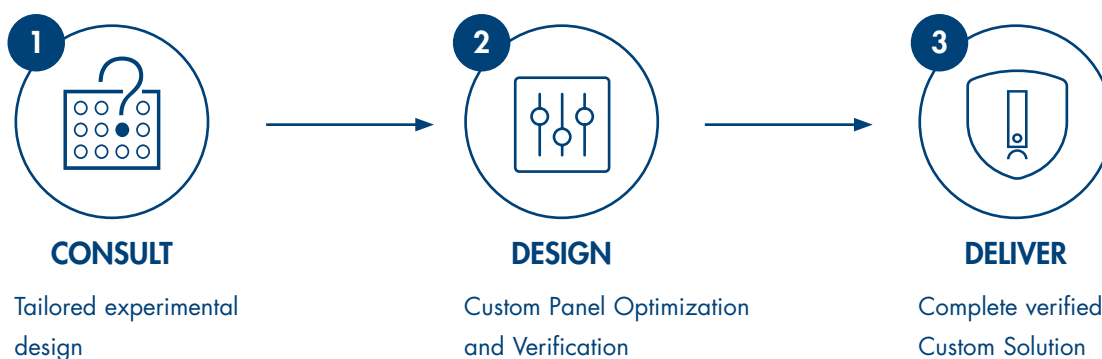 1
2
3
CONSULT
DESIGN
DELIVER
Tailored experimental
design
Custom Panel Optimization
and Verification
Complete verified
Custom Solution